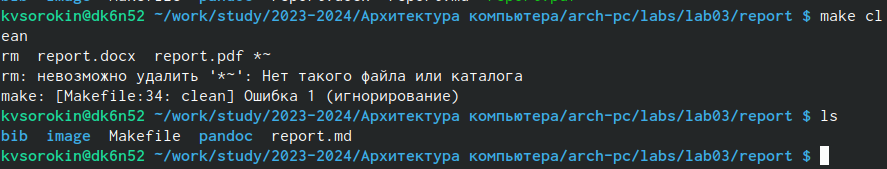 kvsorokin@dk6n52 ~/work/study/2023-2024/Архитектура компьютера/arch-pc/labs/lab03/report $ make cl
ean
rm  report.docx  report.pdf *~
rm: невозможно удалить '*~': Нет такого файла или каталога
make: [Makefile:34: clean] Ошибка 1 (игнорирование)
kvsorokin@dk6n52 ~/work/study/2023-2024/Архитектура компьютера/arch-pc/labs/lab03/report $ ls
bib  image  Makefile  pandoc  report.md
kvsorokin@dk6n52 ~/work/study/2023-2024/Архитектура компьютера/arch-pc/labs/lab03/report $